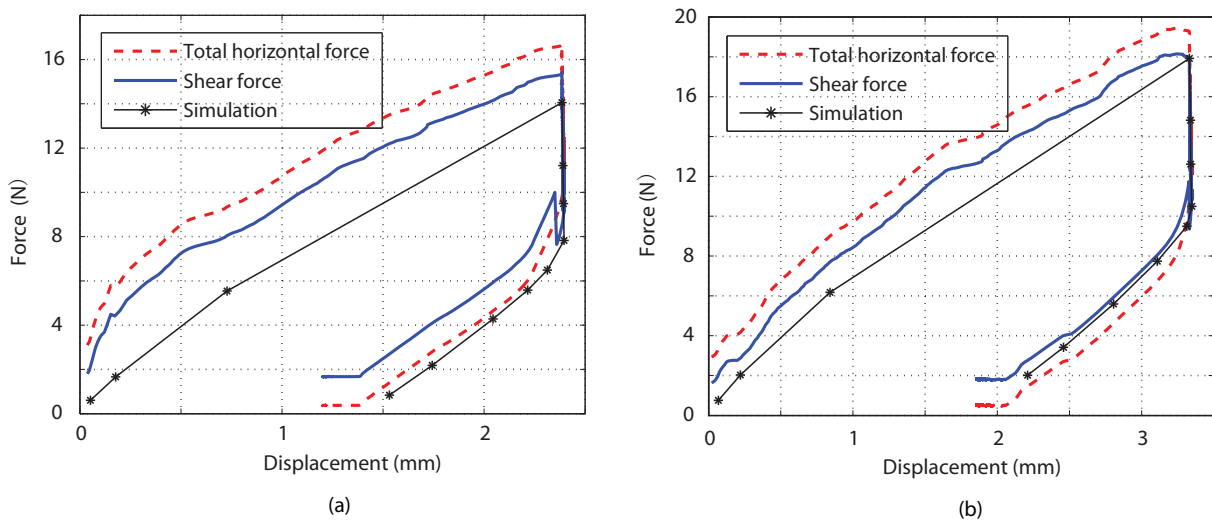 16
12
8
4
0
Force (N)
Total horizontal force
Shear force
Simulation
0
1
2
Displacement (mm)
(a)
20
16
12
8
4
0
Force (N)
Total horizontal force
Shear force
Simulation
0
1
2
3
Displacement (mm)
(b)